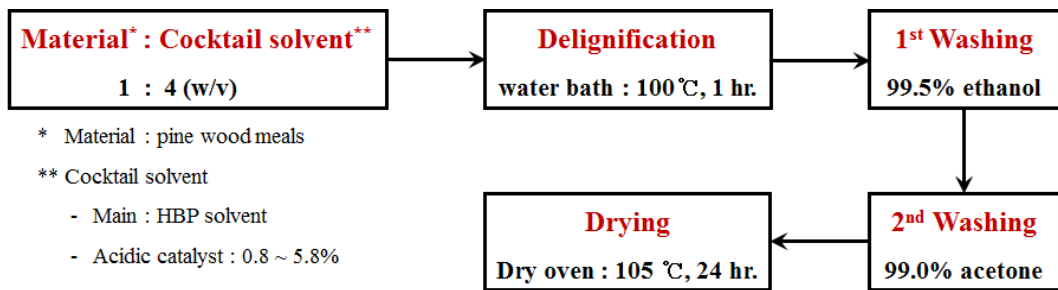 Material* : Cocktail solvent**
1 : 4 (w/v)
Delignification
water bath : 100℃, 1 hr.
1st Washing
99.5% ethanol
* Material : pine wood meals
** Cocktail solvent
- Main : HBP solvent
- Acidic catalyst : 0.8 ~ 5.8%
2nd Washing
99.0% acetone
Drying
Dry oven : 105 ℃, 24 hr.